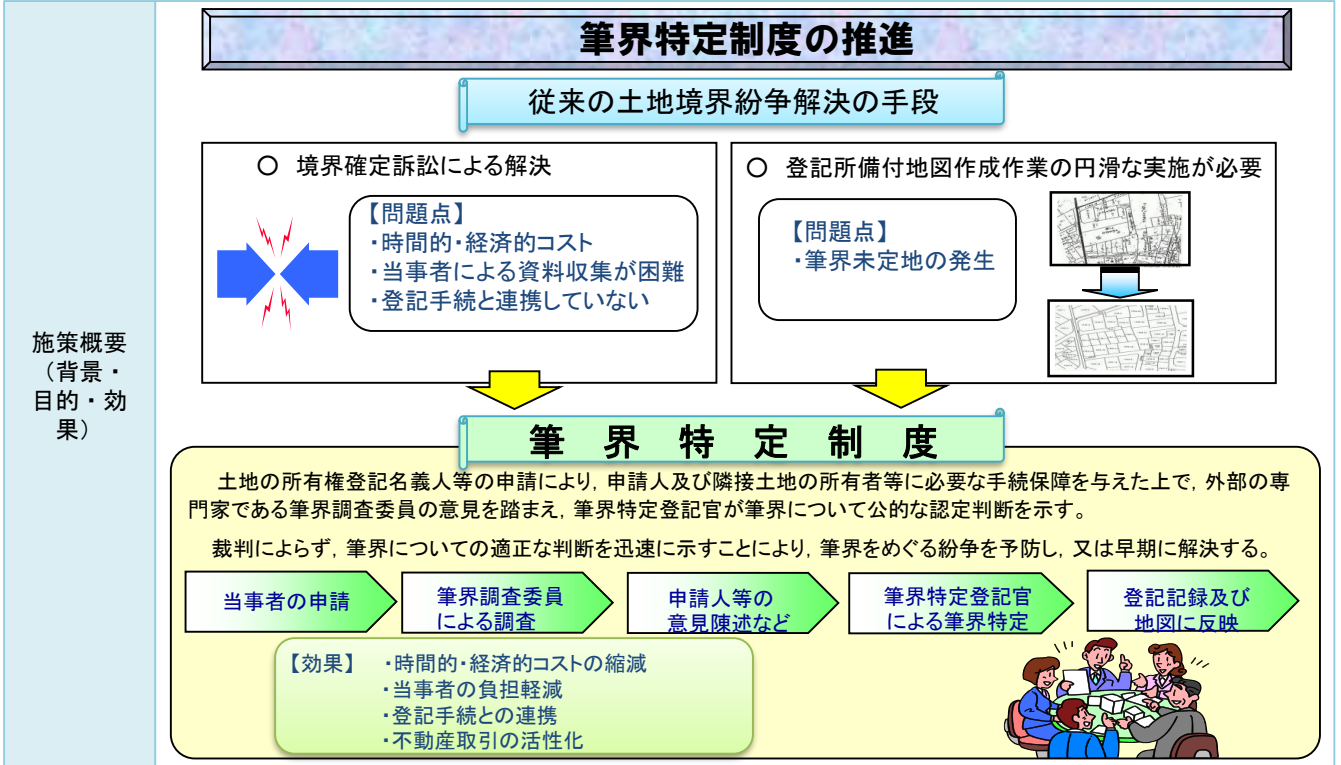 筆界特定制度の推進
従来の土地境界紛争解決の手段
○ 境界確定訴訟による解決
【問題点】
・時間的・経済的コスト
・当事者による資料収集が困難
・登記手続と連携していない
○ 登記所備付地図作成作業の円滑な実施が必要
【問題点】
・筆界未定地の発生
施策概要
（背景・
目的・効
果）
筆界特定制度
土地の所有権登記名義人等の申請により，申請人及び隣接土地の所有者等に必要な手続保障を与えた上で，外部の専
門家である筆界調査委員の意見を踏まえ，筆界特定登記官が筆界について公的な認定判断を示す。
裁判によらず，筆界についての適正な判断を迅速に示すことにより，筆界をめぐる紛争を予防し，又は早期に解決する。
当事者の申請
筆界調査委員
による調査
申請人等の
意見陳述など
筆界特定登記官
による筆界特定
登記記録及び
地図に反映
【効果】 ・時間的・経済的コストの縮減
・当事者の負担軽減
・登記手続との連携
・不動産取引の活性化